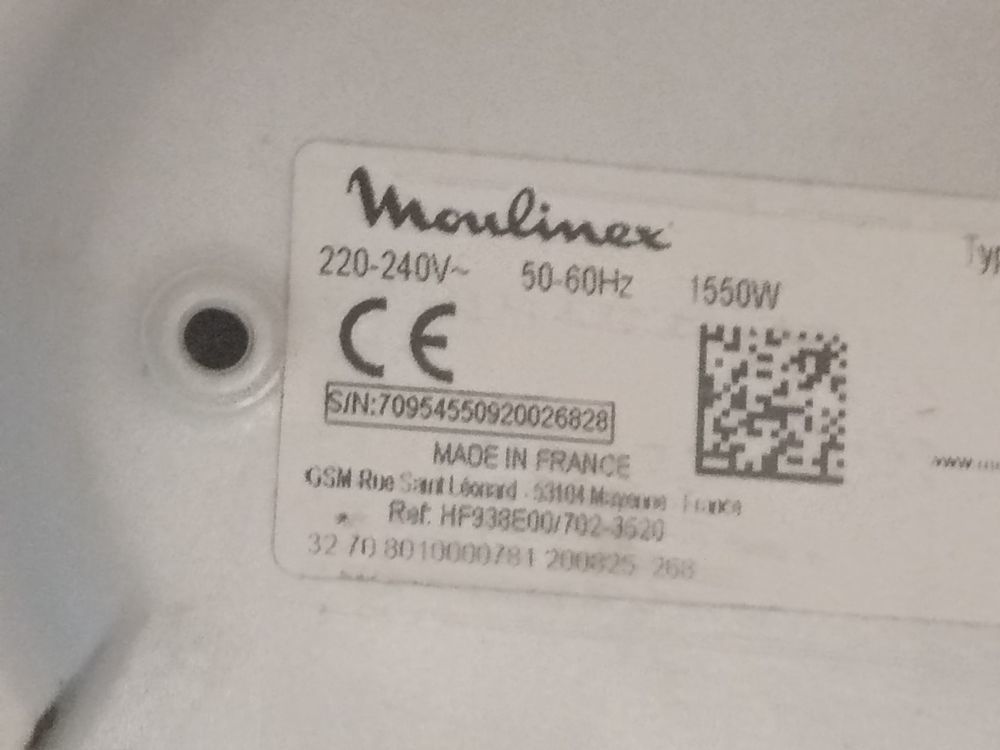 Moulinex
220-240V~ 50-60Hz 1550W
Typ
CE
S/N:70954550920026828
MADE IN FRANCE
GSM Rue Saint Léonard - 53104 Mayenne France
Ref: HF938E00/702-3520
32 70 8010000781 200825 268